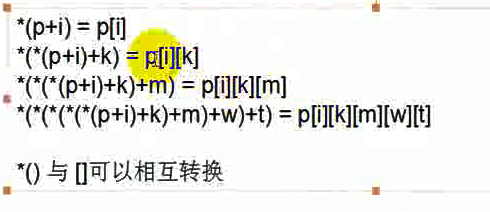 *(p+i) = p[i]
*(*(p+i)+k) = p[i][k]
*(*(*(p+i)+k)+m) = p[i][k][m]
*(*(*(*(*(p+i)+k)+m)+w)+t) = p[i][k][m][w][t]
*() 与 []可以相互转换